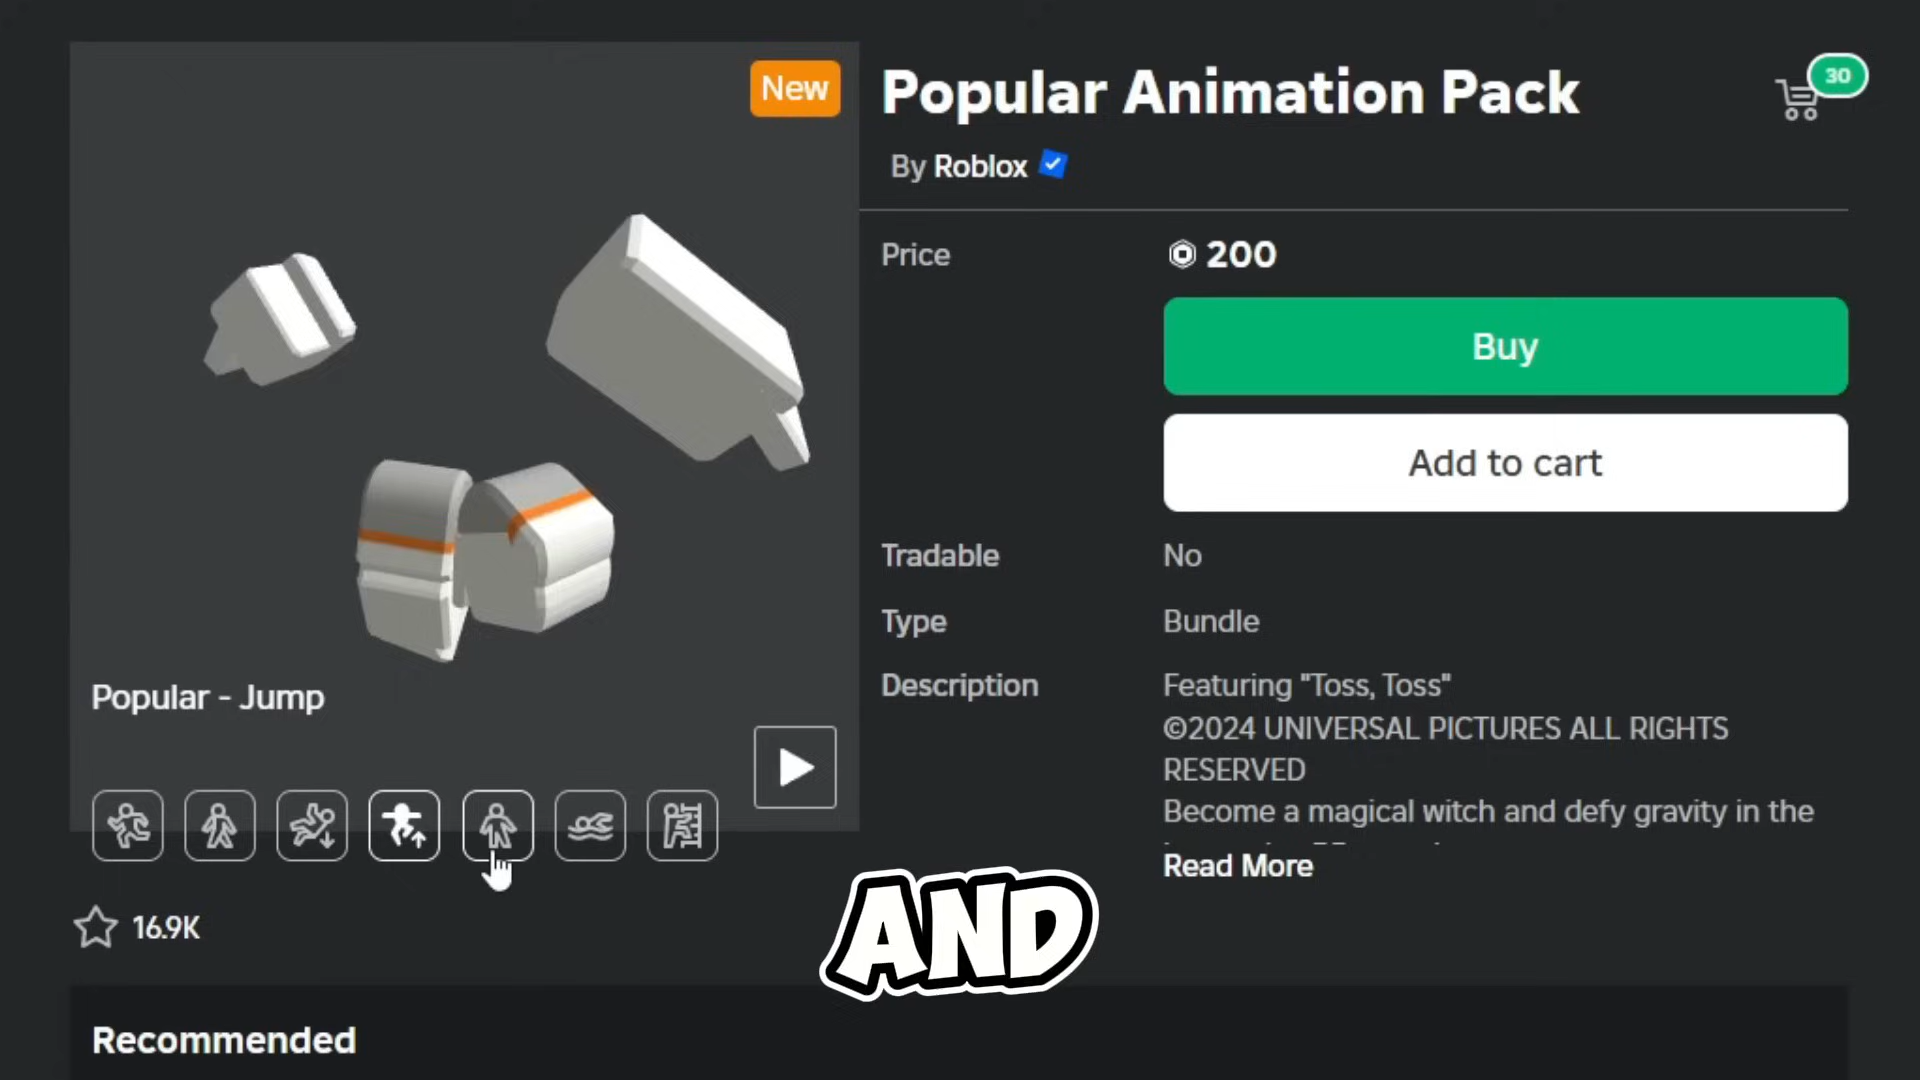 New
Popular Animation Pack
30
By Roblox
Price
200
Buy
Add to cart
Tradable
No
Type
Bundle
Description
Featuring "Toss, Toss"
©2024 UNIVERSAL PICTURES ALL RIGHTS
RESERVED
Become a magical witch and defy gravity in the
Read More
Popular - Jump
16.9K
AND
Recommended